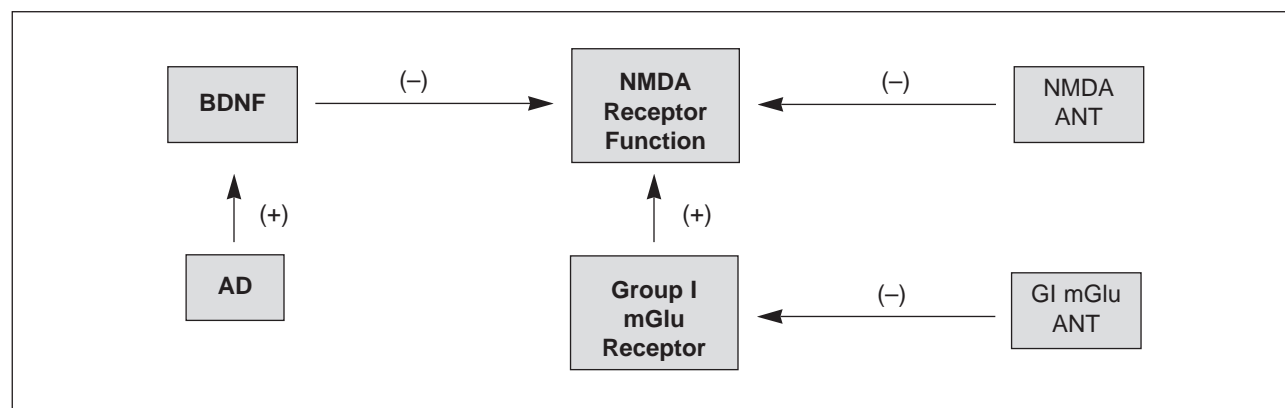 BDNF
(–)
NMDA
Receptor
Function
(–)
NMDA
ANT
(+)
(+)
AD
Group I
mGlu
Receptor
(–)
GI mGlu
ANT